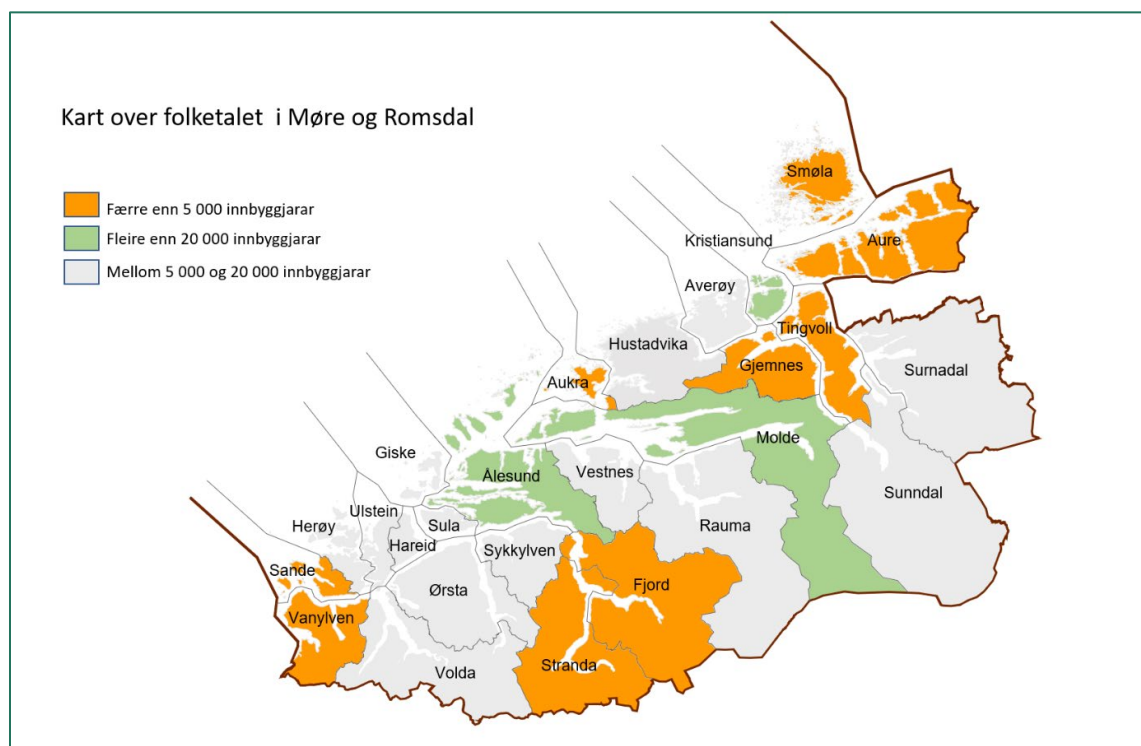 Kart over folketalet i Møre og Romsdal
Færre enn 5 000 innbyggjarar
Fleire enn 20 000 innbyggjarar
Mellom 5 000 og 20 000 innbyggjarar
Smøla
Kristiansund
Aure
Averøy
Tingvoll
Hustadvika
Gjemnes
Surnadal
Aukra
Molde
Giske
Ålesund
Vestnes
Sunndal
Ulstein
Rauma
Herøy
Sula
Hareid
Sykkylven
Sande
Ørsta
Fjord
Vanylven
Stranda
Volda